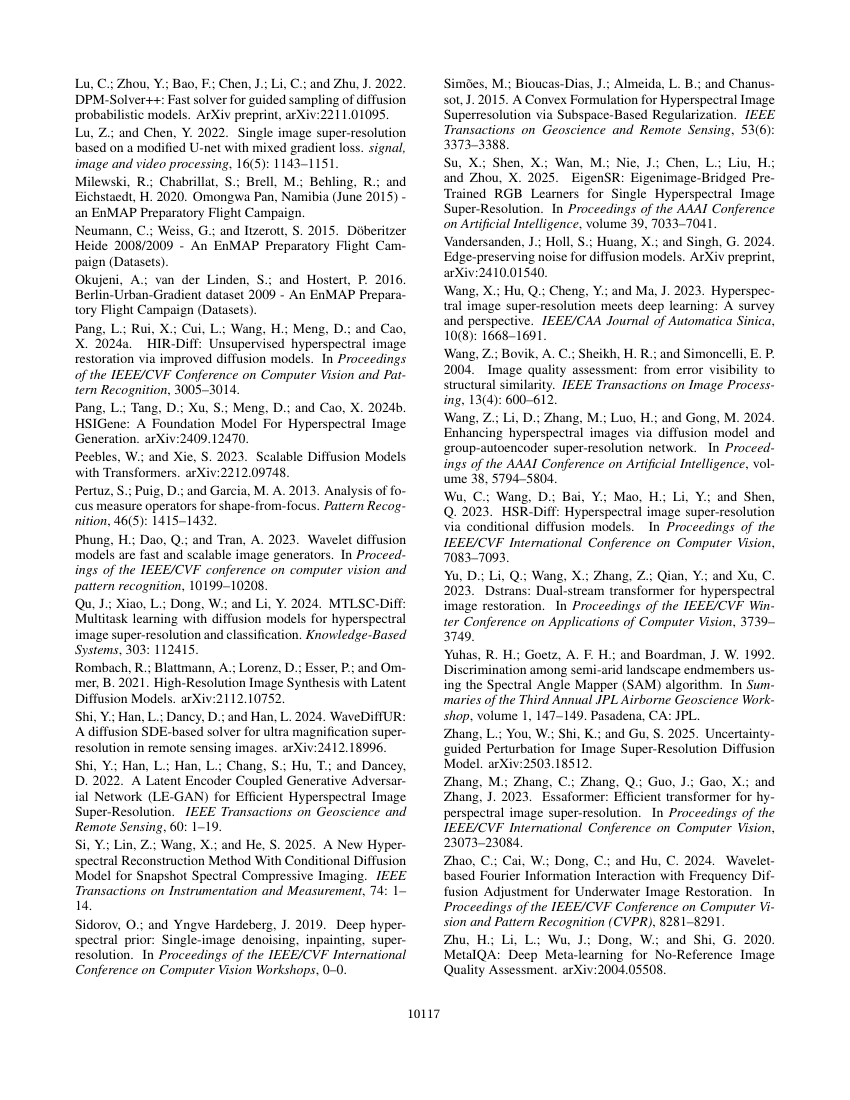 Lu, C.; Zhou, Y.; Bao, F.; Chen, J.; Li, C.; and Zhu, J. 2022.
DPM-Solver++: Fast solver for guided sampling of diffusion
probabilistic models. ArXiv preprint, arXiv:2211.01095.
Lu, Z.; and Chen, Y. 2022. Single image super-resolution
based on a modified U-net with mixed gradient loss. signal,
image and video processing, 16(5): 1143–1151.
Milewski, R.; Chabrillat, S.; Brell, M.; Behling, R.; and
Eichstaedt, H. 2020. Omongwa Pan, Namibia (June 2015) -
an EnMAP Preparatory Flight Campaign.
Neumann, C.; Weiss, G.; and Itzerott, S. 2015. Döberitzer
Heide 2008/2009 - An EnMAP Preparatory Flight Cam-
paign (Datasets).
Okujeni, A.; van der Linden, S.; and Hostert, P. 2016.
Berlin-Urban-Gradient dataset 2009 - An EnMAP Prepara-
tory Flight Campaign (Datasets).
Pang, L.; Rui, X.; Cui, L.; Wang, H.; Meng, D.; and Cao,
X. 2024a. HIR-Diff: Unsupervised hyperspectral image
restoration via improved diffusion models. In Proceedings
of the IEEE/CVF Conference on Computer Vision and Pat-
tern Recognition, 3005–3014.
Pang, L.; Tang, D.; Xu, S.; Meng, D.; and Cao, X. 2024b.
HSIGene: A Foundation Model For Hyperspectral Image
Generation. arXiv:2409.12470.
Peebles, W.; and Xie, S. 2023. Scalable Diffusion Models
with Transformers. arXiv:2212.09748.
Pertuz, S.; Puig, D.; and Garcia, M. A. 2013. Analysis of fo-
cus measure operators for shape-from-focus. Pattern Recog-
nition, 46(5): 1415–1432.
Phung, H.; Dao, Q.; and Tran, A. 2023. Wavelet diffusion
models are fast and scalable image generators. In Proceed-
ings of the IEEE/CVF conference on computer vision and
pattern recognition, 10199–10208.
Qu, J.; Xiao, L.; Dong, W.; and Li, Y. 2024. MTLSC-Diff:
Multitask learning with diffusion models for hyperspectral
image super-resolution and classification. Knowledge-Based
Systems, 303: 112415.
Rombach, R.; Blattmann, A.; Lorenz, D.; Esser, P.; and Om-
mer, B. 2021. High-Resolution Image Synthesis with Latent
Diffusion Models. arXiv:2112.10752.
Shi, Y.; Han, L.; Dancy, D.; and Han, L. 2024. WaveDiffUR:
A diffusion SDE-based solver for ultra magnification super-
resolution in remote sensing images. arXiv:2412.18996.
Shi, Y.; Han, L.; Han, L.; Chang, S.; Hu, T.; and Dancey,
D. 2022. A Latent Encoder Coupled Generative Adversar-
ial Network (LE-GAN) for Efficient Hyperspectral Image
Super-Resolution. IEEE Transactions on Geoscience and
Remote Sensing, 60: 1–19.
Si, Y.; Lin, Z.; Wang, X.; and He, S. 2025. A New Hyper-
spectral Reconstruction Method With Conditional Diffusion
Model for Snapshot Spectral Compressive Imaging. IEEE
Transactions on Instrumentation and Measurement, 74: 1–
14.
Sidorov, O.; and Yngve Hardeberg, J. 2019. Deep hyper-
spectral prior: Single-image denoising, inpainting, super-
resolution. In Proceedings of the IEEE/CVF International
Conference on Computer Vision Workshops, 0–0.
Simões, M.; Bioucas-Dias, J.; Almeida, L. B.; and Chanus-
sot, J. 2015. A Convex Formulation for Hyperspectral Image
Superresolution via Subspace-Based Regularization. IEEE
Transactions on Geoscience and Remote Sensing, 53(6):
3373–3388.
Su, X.; Shen, X.; Wan, M.; Nie, J.; Chen, L.; Liu, H.;
and Zhou, X. 2025. EigenSR: Eigenimage-Bridged Pre-
Trained RGB Learners for Single Hyperspectral Image
Super-Resolution. In Proceedings of the AAAI Conference
on Artificial Intelligence, volume 39, 7033–7041.
Vandersanden, J.; Holl, S.; Huang, X.; and Singh, G. 2024.
Edge-preserving noise for diffusion models. ArXiv preprint,
arXiv:2410.01540.
Wang, X.; Hu, Q.; Cheng, Y.; and Ma, J. 2023. Hyperspec-
tral image super-resolution meets deep learning: A survey
and perspective. IEEE/CAA Journal of Automatica Sinica,
10(8): 1668–1691.
Wang, Z.; Bovik, A. C.; Sheikh, H. R.; and Simoncelli, E. P.
2004. Image quality assessment: from error visibility to
structural similarity. IEEE Transactions on Image Process-
ing, 13(4): 600–612.
Wang, Z.; Li, D.; Zhang, M.; Luo, H.; and Gong, M. 2024.
Enhancing hyperspectral images via diffusion model and
group-autoencoder super-resolution network. In Proceed-
ings of the AAAI Conference on Artificial Intelligence, vol-
ume 38, 5794–5804.
Wu, C.; Wang, D.; Bai, Y.; Mao, H.; Li, Y.; and Shen,
Q. 2023. HSR-Diff: Hyperspectral image super-resolution
via conditional diffusion models. In Proceedings of the
IEEE/CVF International Conference on Computer Vision,
7083–7093.
Yu, D.; Li, Q.; Wang, X.; Zhang, Z.; Qian, Y.; and Xu, C.
2023. Dstrans: Dual-stream transformer for hyperspectral
image restoration. In Proceedings of the IEEE/CVF Win-
ter Conference on Applications of Computer Vision, 3739–
3749.
Yuhas, R. H.; Goetz, A. F. H.; and Boardman, J. W. 1992.
Discrimination among semi-arid landscape endmembers us-
ing the Spectral Angle Mapper (SAM) algorithm. In Sum-
maries of the Third Annual JPL Airborne Geoscience Work-
shop, volume 1, 147–149. Pasadena, CA: JPL.
Zhang, L.; You, W.; Shi, K.; and Gu, S. 2025. Uncertainty-
guided Perturbation for Image Super-Resolution Diffusion
Model. arXiv:2503.18512.
Zhang, M.; Zhang, C.; Zhang, Q.; Guo, J.; Gao, X.; and
Zhang, J. 2023. Essaformer: Efficient transformer for hy-
perspectral image super-resolution. In Proceedings of the
IEEE/CVF International Conference on Computer Vision,
23073–23084.
Zhao, C.; Cai, W.; Dong, C.; and Hu, C. 2024. Wavelet-
based Fourier Information Interaction with Frequency Dif-
fusion Adjustment for Underwater Image Restoration. In
Proceedings of the IEEE/CVF Conference on Computer Vi-
sion and Pattern Recognition (CVPR), 8281–8291.
Zhu, H.; Li, L.; Wu, J.; Dong, W.; and Shi, G. 2020.
MetaIQA: Deep Meta-learning for No-Reference Image
Quality Assessment. arXiv:2004.05508.
10117